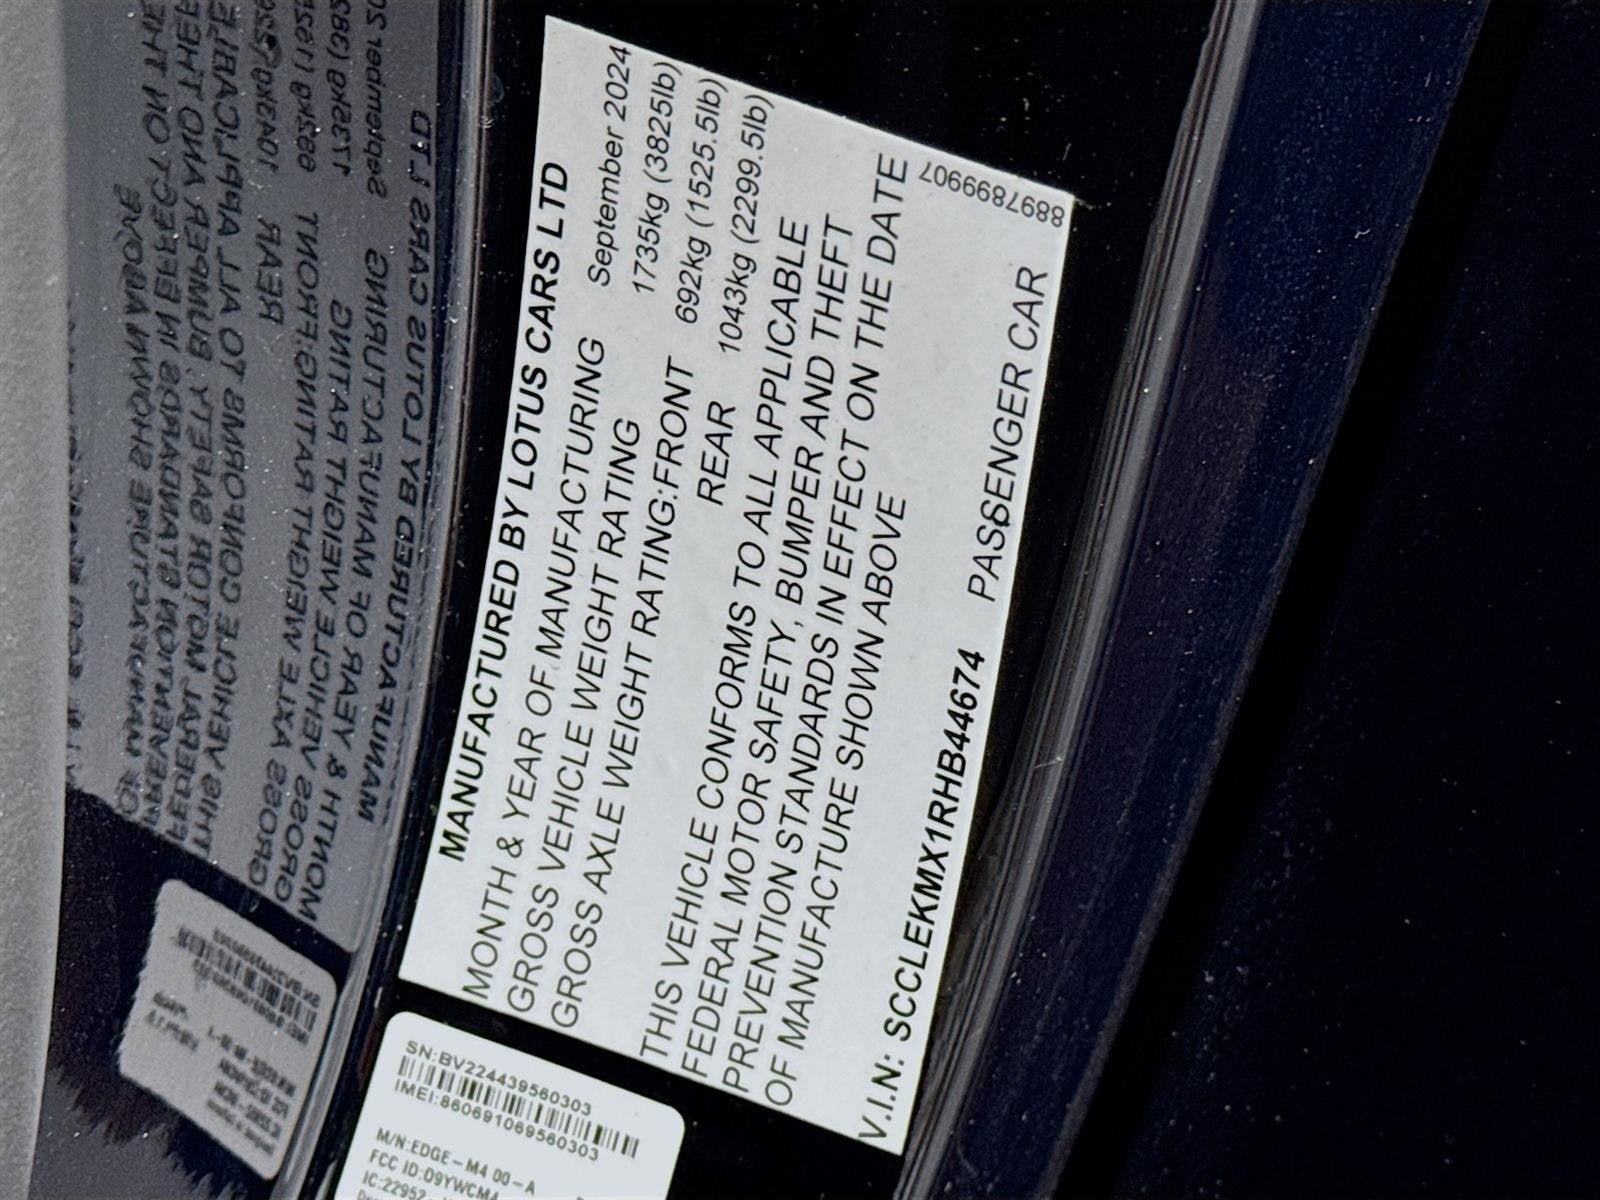 MANUFACTURED BY LOTUS CARS LTD
MONTH & YEAR OF MANUFACTURING September 2024
GROSS VEHICLE WEIGHT RATING 1735kg (3825lb)
GROSS AXLE WEIGHT RATING:FRONT 692kg (1525.5lb)
REAR 1043kg (2299.5lb)
THIS VEHICLE CONFORMS TO ALL APPLICABLE
FEDERAL MOTOR SAFETY, BUMPER AND THEFT
PREVENTION STANDARDS IN EFFECT ON THE DATE
OF MANUFACTURE SHOWN ABOVE
V.I.N: SCCLEKMX1RHB44674 PASSENGER CAR
8897899907
SN:BV224439560303
IMEI:860691069560303
M/N:EDGE-M4 00-A
FCC ID:09YWCM4
IC:22952